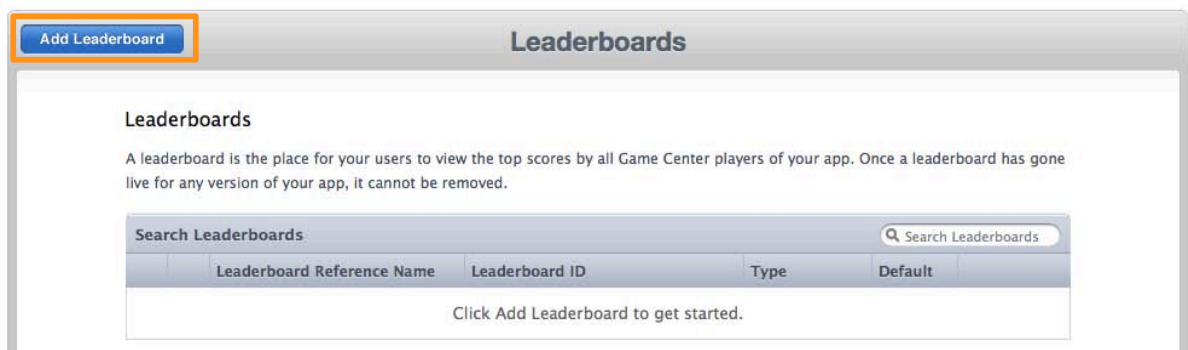 Add Leaderboard
Leaderboards
Leaderboards
A leaderboard is the place for your users to view the top scores by all Game Center players of your app. Once a leaderboard has gone
live for any version of your app, it cannot be removed.
Search Leaderboards
Search Leaderboards
Leaderboard Reference Name Leaderboard ID Type Default
Click Add Leaderboard to get started.